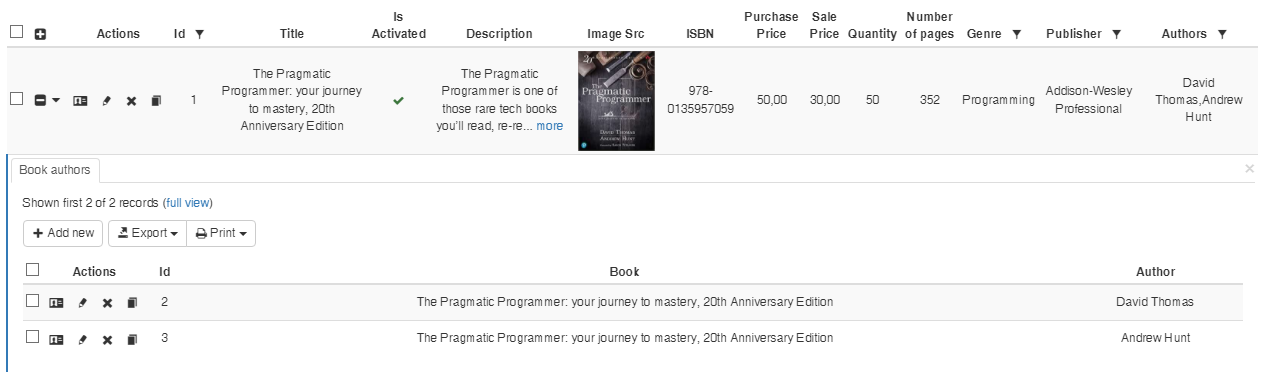 Is
Purchase Sale Number
Actions Id Title Activated Description Image Src ISBN Price Price Quantity of pages Genre Publisher Authors
The Pragmatic
Programmer: your journey
to mastery, 20th
Anniversary Edition
The Pragmatic
Programmer is one of
those rare tech books
you'll read, re-re... more
The
Pragmatic
Programmer
DAVID THOMAS
ANDREW HUNT
1
978-
0135957059
50,00 30,00 50 352 Programming
Addison-Wesley
Professional
David
Thomas,Andrew
Hunt
Book authors
Shown first 2 of 2 records (full view)
Add new Export Print
Actions Id Book Author
2 The Pragmatic Programmer: your journey to mastery, 20th Anniversary Edition David Thomas
3 The Pragmatic Programmer: your journey to mastery, 20th Anniversary Edition Andrew Hunt